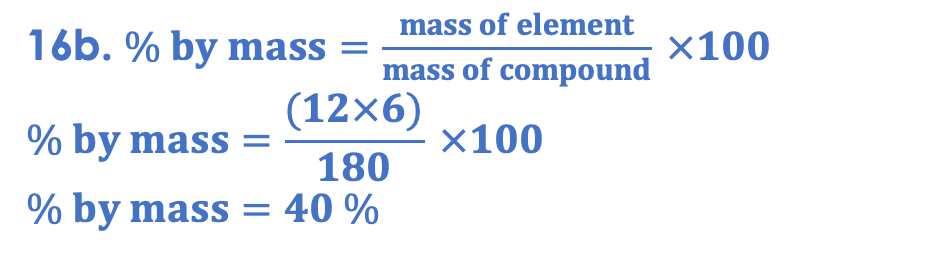 16b. % by mass = mass of element / mass of compound ×100
% by mass = (12×6) / 180 ×100
% by mass = 40 %